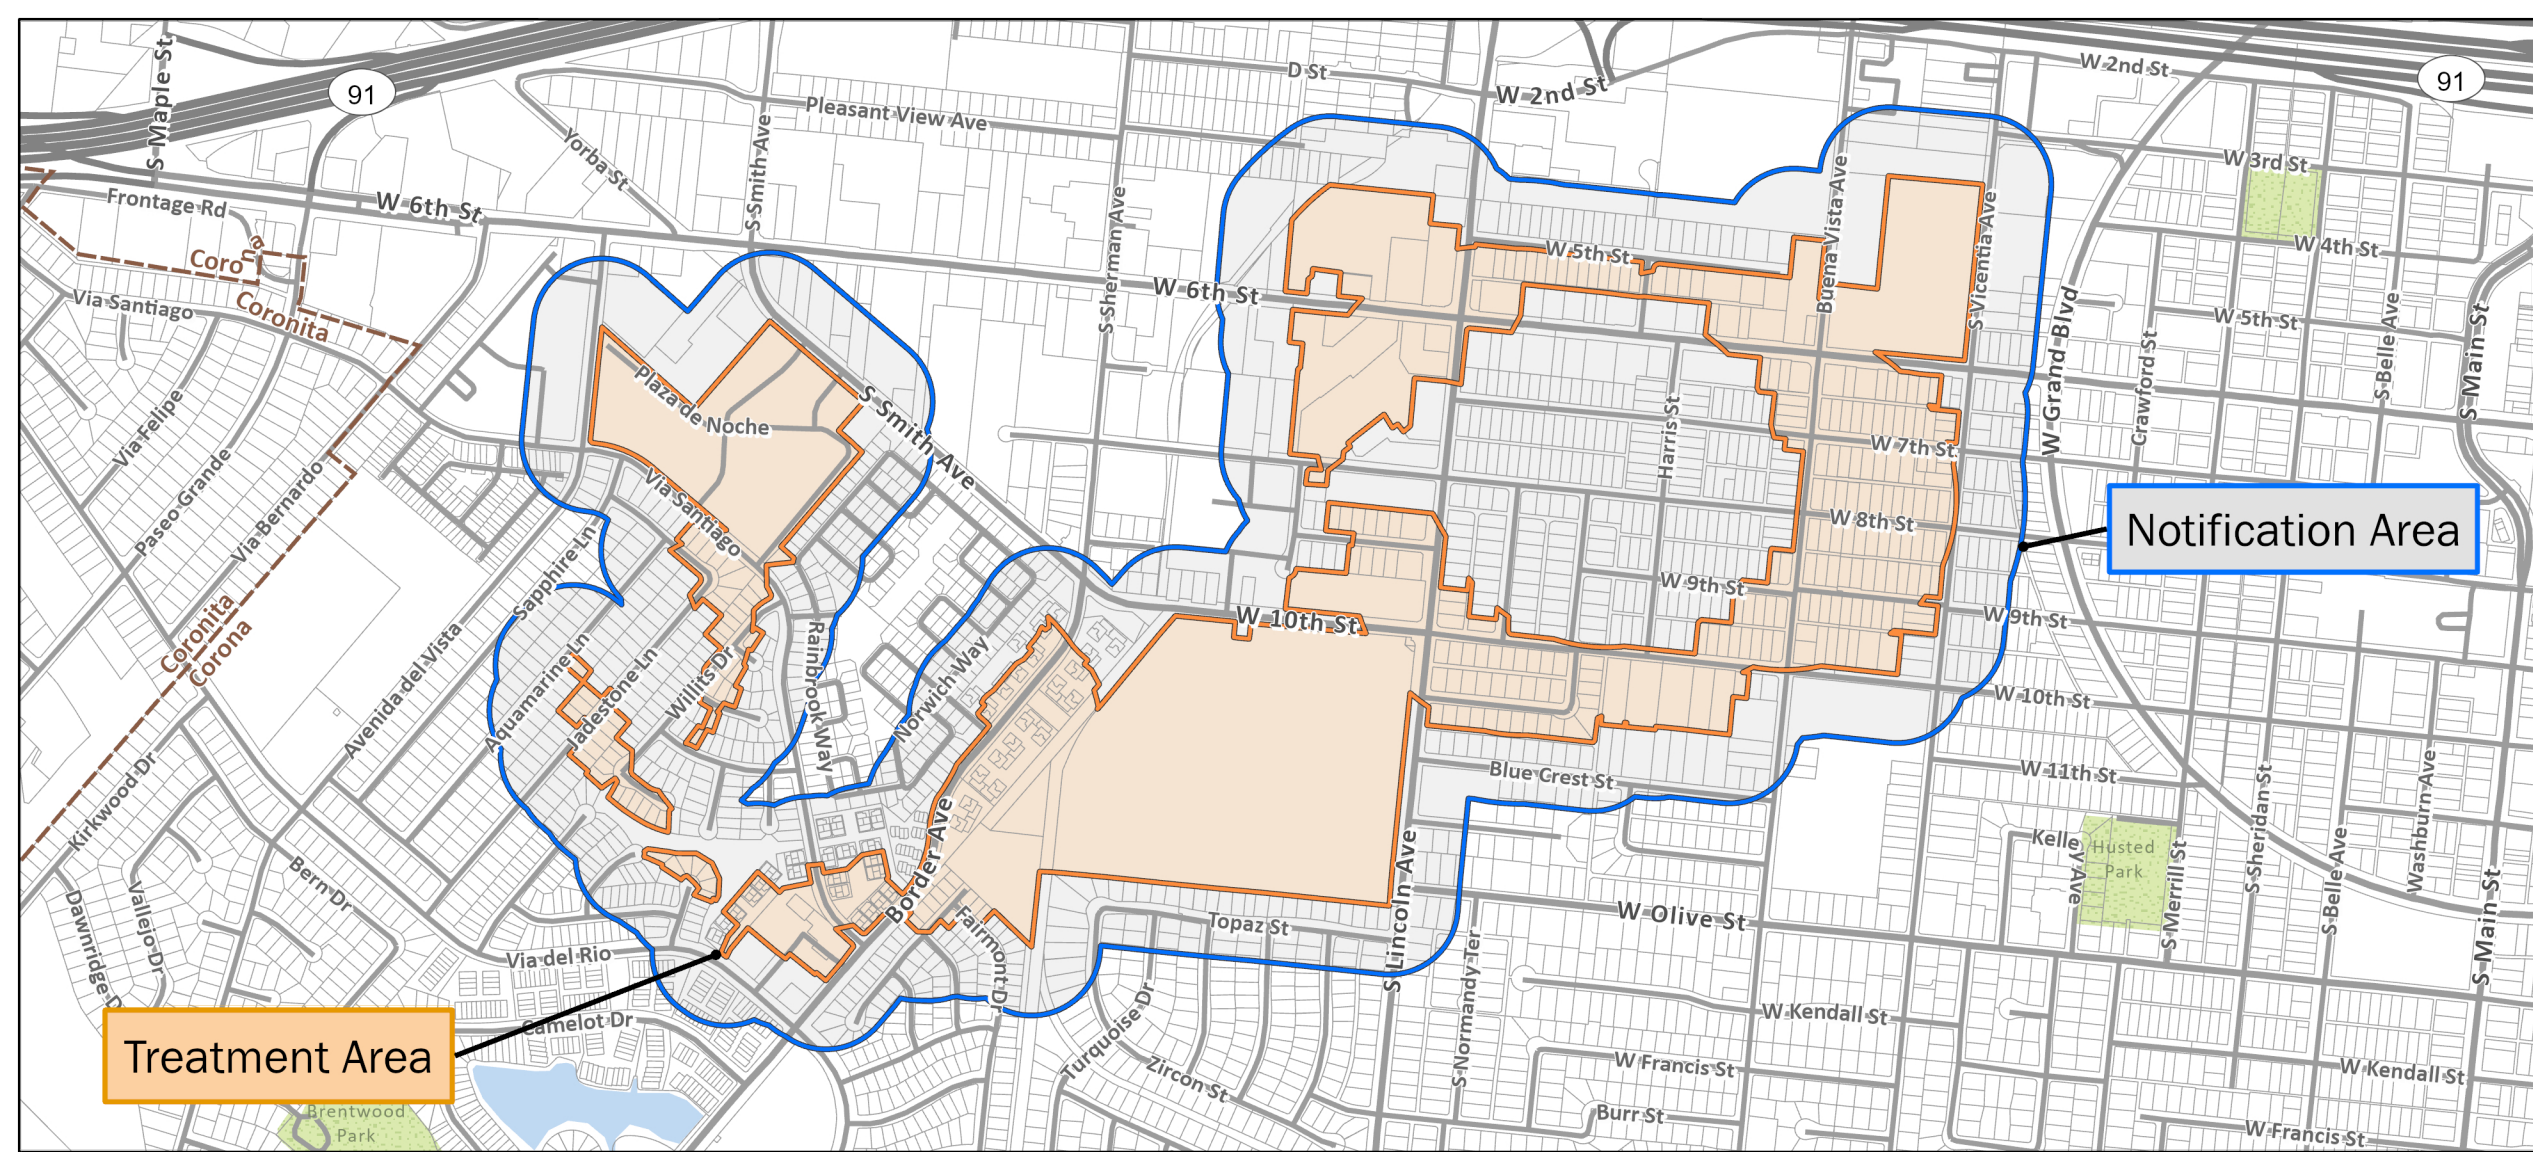 S Maple St
91
S Smith Ave
Pleasant View Ave
D St
W 2nd St
W 2nd St
91
Yorba St
W 3rd St
Frontage Rd
W 6th St
S Sherman Ave
W 5th St
Buena Vista Ave
S Vicentia Ave
W 4th St
Corona
Coronita
Via Santiago
W 6th St
W Grand Blvd
W 5th St
S Belle Ave
S Main St
Crawford St
Plaza de Noche
S Smith Ave
Via Felipe
Paseo Grande
Via Bernardo
Via Santiago
Harris St
W 7th St
W 8th St
Notification Area
Sapphire Ln
W 9th St
W 9th St
Coronita
Corona
Avenida del Vista
Aquamarine Ln
Jadestone Ln
Willits Dr
Rainbrook Way
Norwich Way
W 10th St
W 10th St
Kirkwood Dr
Blue Crest St
W 11th St
S Sheridan St
Washburn Ave
Border Ave
S Lincoln Ave
Kelley Ave
Husted
Park
S Merrill St
S Belle Ave
S Main St
Bern Dr
Vallejo Dr
Dawnridge D
Via del Rio
Fairmont Dr
Topaz St
W Olive St
S Normandy Ter
Camelot Dr
Treatment Area
Turquoise Dr
Zircon St
W Kendall St
W Francis St
W Kendall St
Burr St
W Francis St
Brentwood
Park